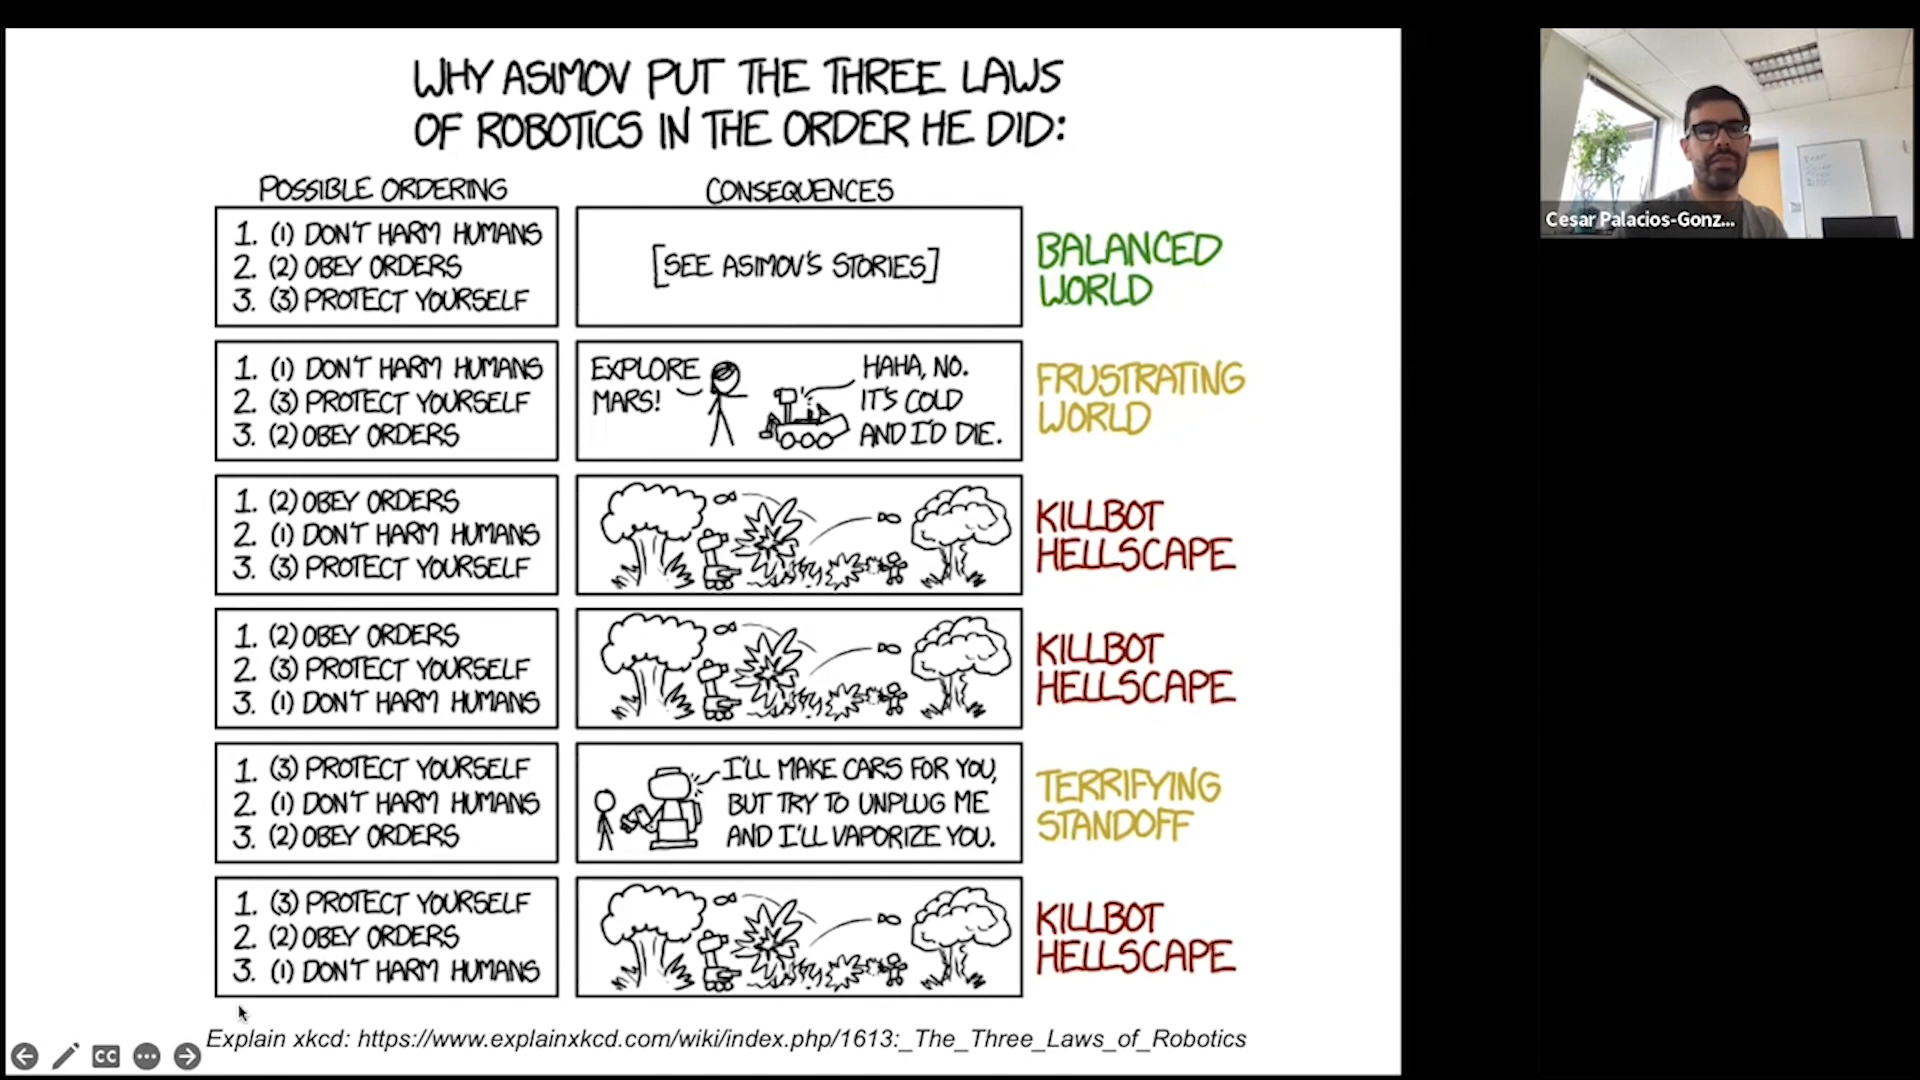 WHY ASIMOV PUT THE THREE LAWS
OF ROBOTICS IN THE ORDER HE DID:
POSSIBLE ORDERING
CONSEQUENCES
1. (1) DON'T HARM HUMANS
2. (2) OBEY ORDERS
3. (3) PROTECT YOURSELF
[SEE ASIMOV'S STORIES]
BALANCED
WORLD
1. (1) DON'T HARM HUMANS
2. (3) PROTECT YOURSELF
3. (2) OBEY ORDERS
EXPLORE
MARS!
HAHA, NO.
IT'S COLD
AND I'D DIE.
FRUSTRATING
WORLD
1. (2) OBEY ORDERS
2. (1) DON'T HARM HUMANS
3. (3) PROTECT YOURSELF
KILLBOT
HELLSCAPE
1. (2) OBEY ORDERS
2. (3) PROTECT YOURSELF
3. (1) DON'T HARM HUMANS
KILLBOT
HELLSCAPE
1. (3) PROTECT YOURSELF
2. (1) DON'T HARM HUMANS
3. (2) OBEY ORDERS
I'LL MAKE CARS FOR YOU,
BUT TRY TO UNPLUG ME
AND I'LL VAPORIZE YOU.
TERRIFYING
STANDOFF
1. (3) PROTECT YOURSELF
2. (2) OBEY ORDERS
3. (1) DON'T HARM HUMANS
KILLBOT
HELLSCAPE
Explain xkcd: https://www.explainxkcd.com/wiki/index.php/1613:_The_Three_Laws_of_Robotics
CC
Cesar Palacios-Gonz...